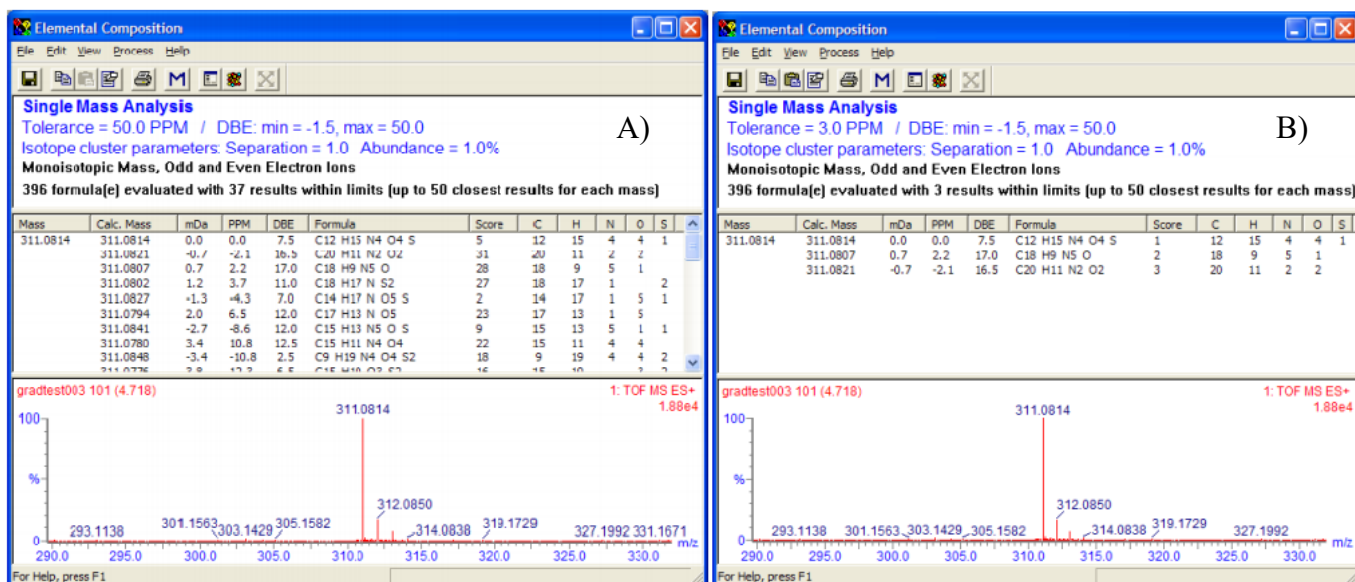 Elemental Composition
File Edit View Process Help
Single Mass Analysis
Tolerance = 50.0 PPM / DBE: min = -1.5, max = 50.0
A)
Isotope cluster parameters: Separation = 1.0 Abundance = 1.0%
Monoisotopic Mass, Odd and Even Electron Ions
396 formula(e) evaluated with 37 results within limits (up to 50 closest results for each mass)
Mass Calc. Mass mDa PPM DBE Formula Score C H N O S
311.0814 311.0814 0.0 0.0 7.5 C12 H15 N4 O4 S 5 12 15 4 4 1
311.0821 -0.7 -2.1 16.5 C20 H11 N2 O2 31 20 11 2 2
311.0807 0.7 2.2 17.0 C18 H9 N5 O 28 18 9 5 1
311.0802 1.2 3.7 11.0 C18 H17 N S2 27 18 17 1 2
311.0827 -1.3 -4.3 7.0 C14 H17 N O5 S 2 14 17 1 5 1
311.0794 2.0 6.5 12.0 C17 H13 N O5 23 17 13 1 5
311.0841 -2.7 -8.6 12.0 C15 H13 N5 O S 9 15 13 5 1 1
311.0780 3.4 10.8 12.5 C15 H11 N4 O4 22 15 11 4 4
311.0848 -3.4 -10.8 2.5 C9 H19 N4 O4 S2 18 9 19 4 4 2
311.0776 3.8 12.3 6.5 C15 H19 O3 S2 16 15 19 3 2
gradtest003 101 (4.718)
1: TOF MS ES+
1.88e4
100
%
0
311.0814
312.0850
293.1138 301.1563 303.1429 305.1582 314.0838 319.1729 327.1992 331.1671
m/z
290.0 295.0 300.0 305.0 310.0 315.0 320.0 325.0 330.0
For Help, press F1
Elemental Composition
File Edit View Process Help
Single Mass Analysis
Tolerance = 3.0 PPM / DBE: min = -1.5, max = 50.0
B)
Isotope cluster parameters: Separation = 1.0 Abundance = 1.0%
Monoisotopic Mass, Odd and Even Electron Ions
396 formula(e) evaluated with 3 results within limits (up to 50 closest results for each mass)
Mass Calc. Mass mDa PPM DBE Formula Score C H N O S
311.0814 311.0814 0.0 0.0 7.5 C12 H15 N4 O4 S 1 12 15 4 4 1
311.0807 0.7 2.2 17.0 C18 H9 N5 O 2 18 9 5 1
311.0821 -0.7 -2.1 16.5 C20 H11 N2 O2 3 20 11 2 2
gradtest003 101 (4.718)
1: TOF MS ES+
1.88e4
100
%
0
311.0814
312.0850
293.1138 301.1563 303.1429 305.1582 314.0838 319.1729 327.1992
m/z
290.0 295.0 300.0 305.0 310.0 315.0 320.0 325.0 330.0
For Help, press F1